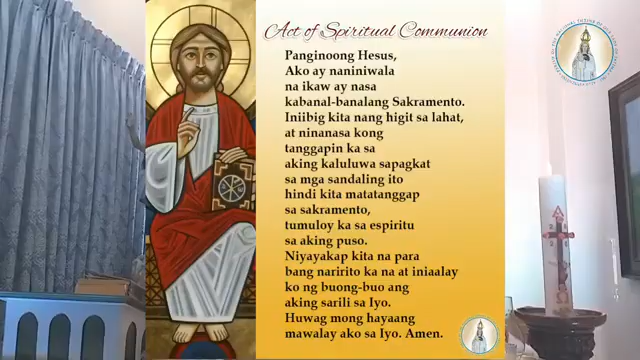 Act of Spiritual Communion
Panginoong Hesus,
Ako ay naniniwala
na ikaw ay nasa
kabanal-banalang Sakramento.
Iniibig kita nang higit sa lahat,
at ninanasa kong
tanggapin ka sa
aking kaluluwa sapagkat
sa mga sandaling ito
hindi kita matatanggap
sa sakramento,
tumuloy ka sa espiritu
sa aking puso.
Niyayakap kita na para
bang naririto ka na at iniaalay
ko ng buong-buo ang
aking sarili sa Iyo.
Huwag mong hayaang
mawalay ako sa Iyo. Amen.